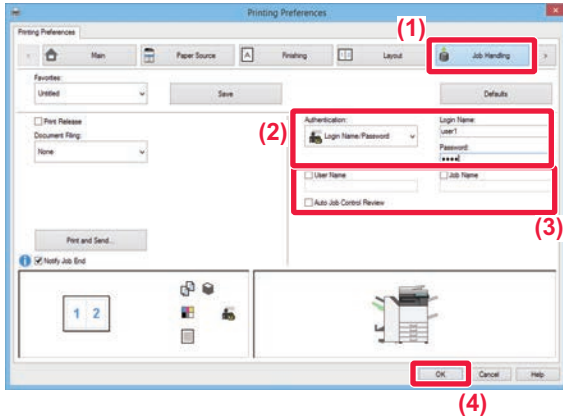 Printing Preferences
(1)
Printing Preferences
Main
Paper Source
Finishing
Layout
Job Handling
Favorites:
Untitled
Save
Defaults
Print Release
Document Filing:
None
(2)
Authentication:
Login Name/Password
Login Name:
user1
Password:
••••
User Name
Job Name
Auto Job Control Review
(3)
Print and Send...
Notify Job End
1 2
OK
Cancel
Help
(4)